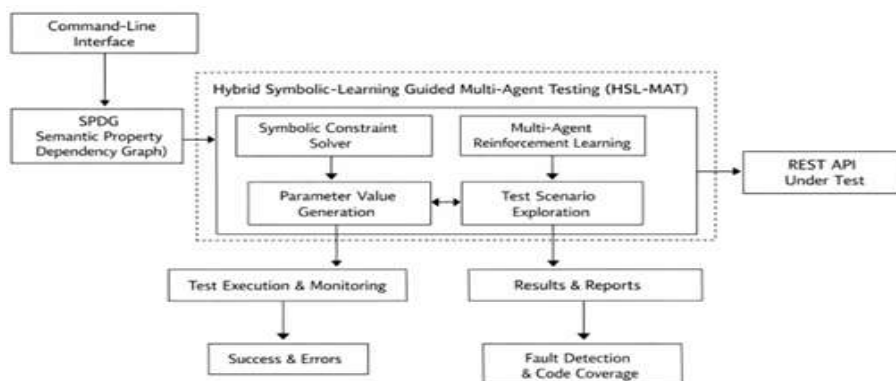 Command-Line
Interface
Hybrid Symbolic-Learning Guided Multi-Agent Testing (HSL-MAT)
SPDG
Semantic Property
Dependency Graph)
Symbolic Constraint
Solver
Multi-Agent
Reinforcement Learning
REST API
Under Test
Parameter Value
Generation
Test Scenario
Exploration
Test Execution & Monitoring
Results & Reports
Success & Errors
Fault Detection
& Code Coverage